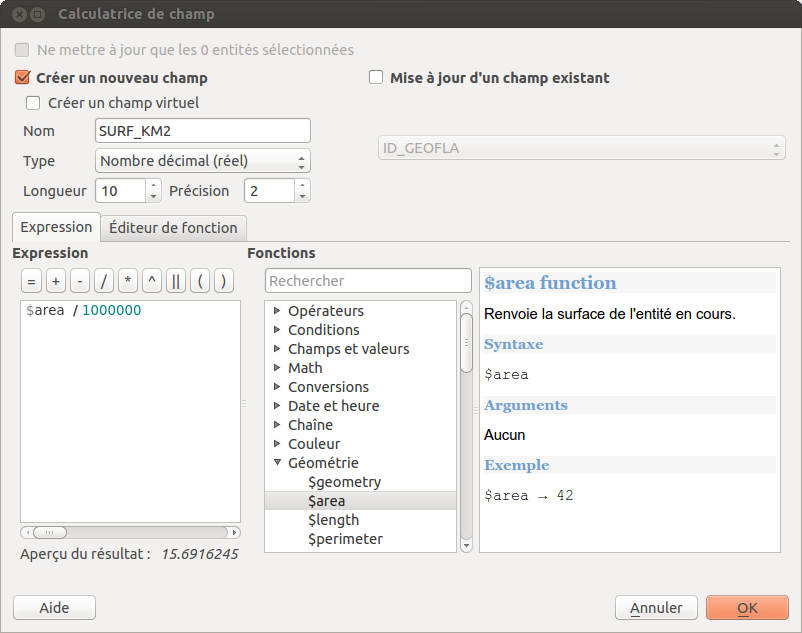 Calculatrice de champ
Ne mettre à jour que les 0 entités sélectionnées
Créer un nouveau champ
Mise à jour d'un champ existant
Créer un champ virtuel
Nom SURF_KM2
ID_GEOFLA
Type Nombre décimal (réel)
Longueur 10 Précision 2
Expression Éditeur de fonction
Expression
= + - / * ^ || ( )
$area / 1000000
Aperçu du résultat : 15.6916245
Fonctions
Rechercher
Opérateurs
Conditions
Champs et valeurs
Math
Conversions
Date et heure
Chaîne
Couleur
Géométrie
$geometry
$area
$length
$perimeter
$area function
Renvoie la surface de l'entité en cours.
Syntaxe
$area
Arguments
Aucun
Exemple
$area → 42
Aide Annuler OK